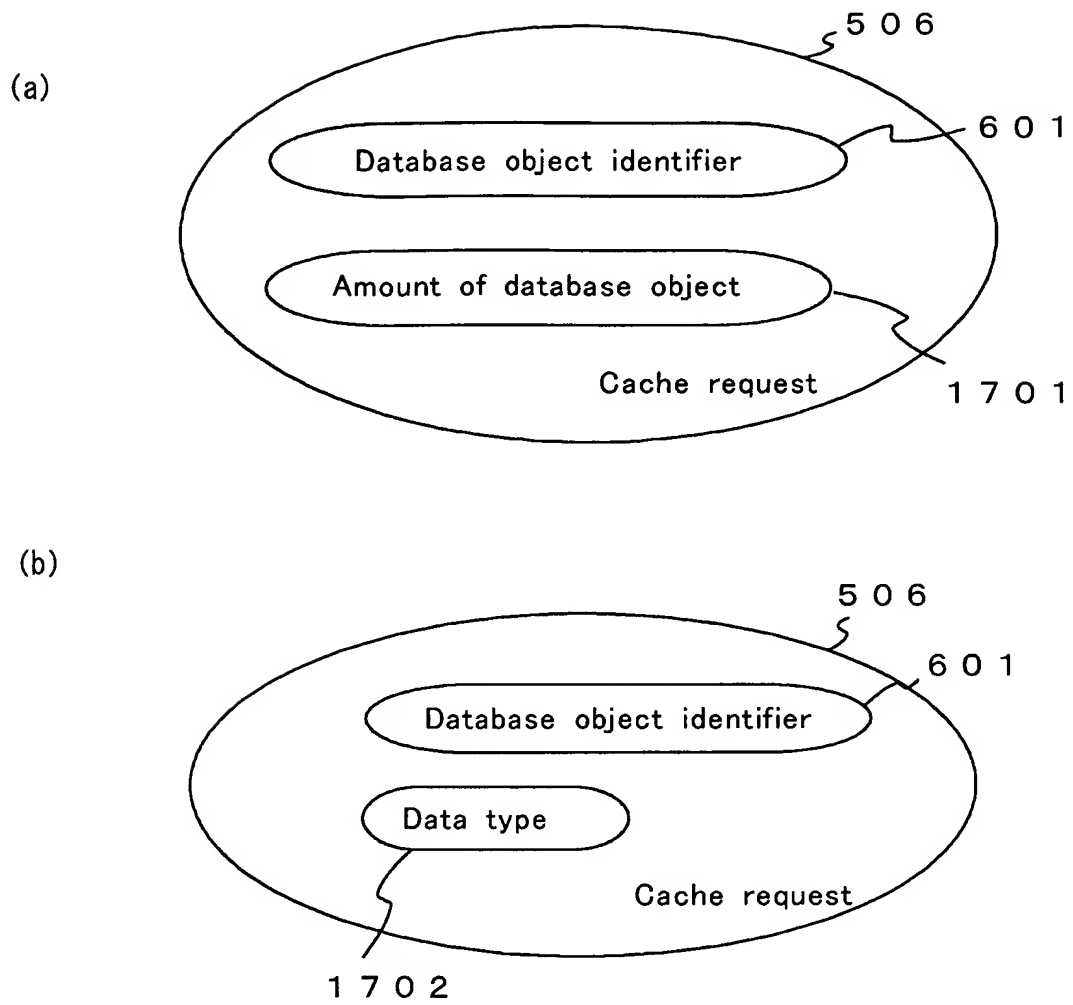 506
(a)
601
Database object identifier
Amount of database object
Cache request
1701
(b)
506
601
Database object identifier
Data type
Cache request
1702